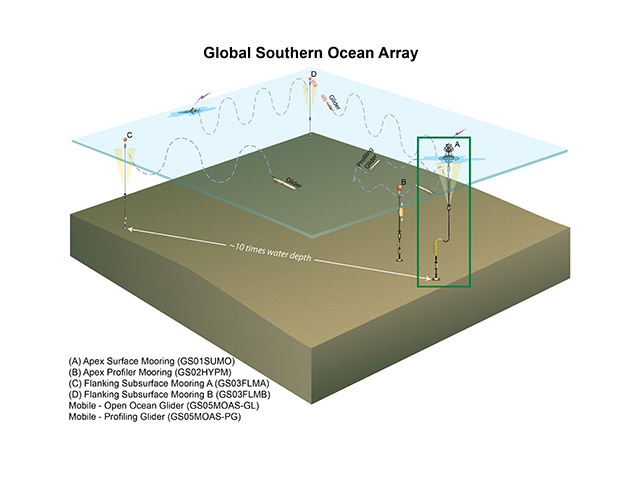 Global Southern Ocean Array
D
Glider
A
C
Profiling
Glider
Glider
B
~10 times water depth
(A) Apex Surface Mooring (GS01SUMO)
(B) Apex Profiler Mooring (GS02HYPM)
(C) Flanking Subsurface Mooring A (GS03FLMA)
(D) Flanking Subsurface Mooring B (GS03FLMB)
Mobile - Open Ocean Glider (GS05MOAS-GL)
Mobile - Profiling Glider (GS05MOAS-PG)